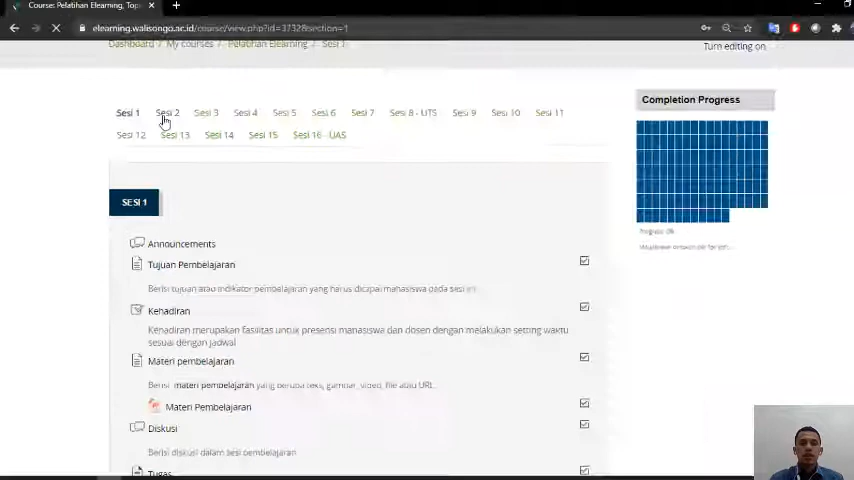 Course: Pelatihan Elearning, Top
elearning.walisongo.ac.id/course/view.php?id=3732&section=1
Dashboard / My courses / Pelatihan Elearning / Sesi 1
Turn editing on
Sesi 1 Sesi 2 Sesi 3 Sesi 4 Sesi 5 Sesi 6 Sesi 7 Sesi 8 - UTS Sesi 9 Sesi 10 Sesi 11
Sesi 12 Sesi 13 Sesi 14 Sesi 15 Sesi 16 - UAS
Completion Progress
Progress: 0%
SESI 1
Announcements
Tujuan Pembelajaran
Berisi tujuan atau indikator pembelajaran yang harus dicapai mahasiswa pada sesi ini.
Kehadiran
Kehadiran merupakan fasilitas untuk presensi mahasiswa dan dosen dengan melakukan setting waktu
sesuai dengan jadwal
Materi pembelajaran
Berisi materi pembelajaran yang berupa teks, gambar, video, file atau URL.
Materi Pembelajaran
Diskusi
Berisi diskusi dalam sesi pembelajaran
Tugas